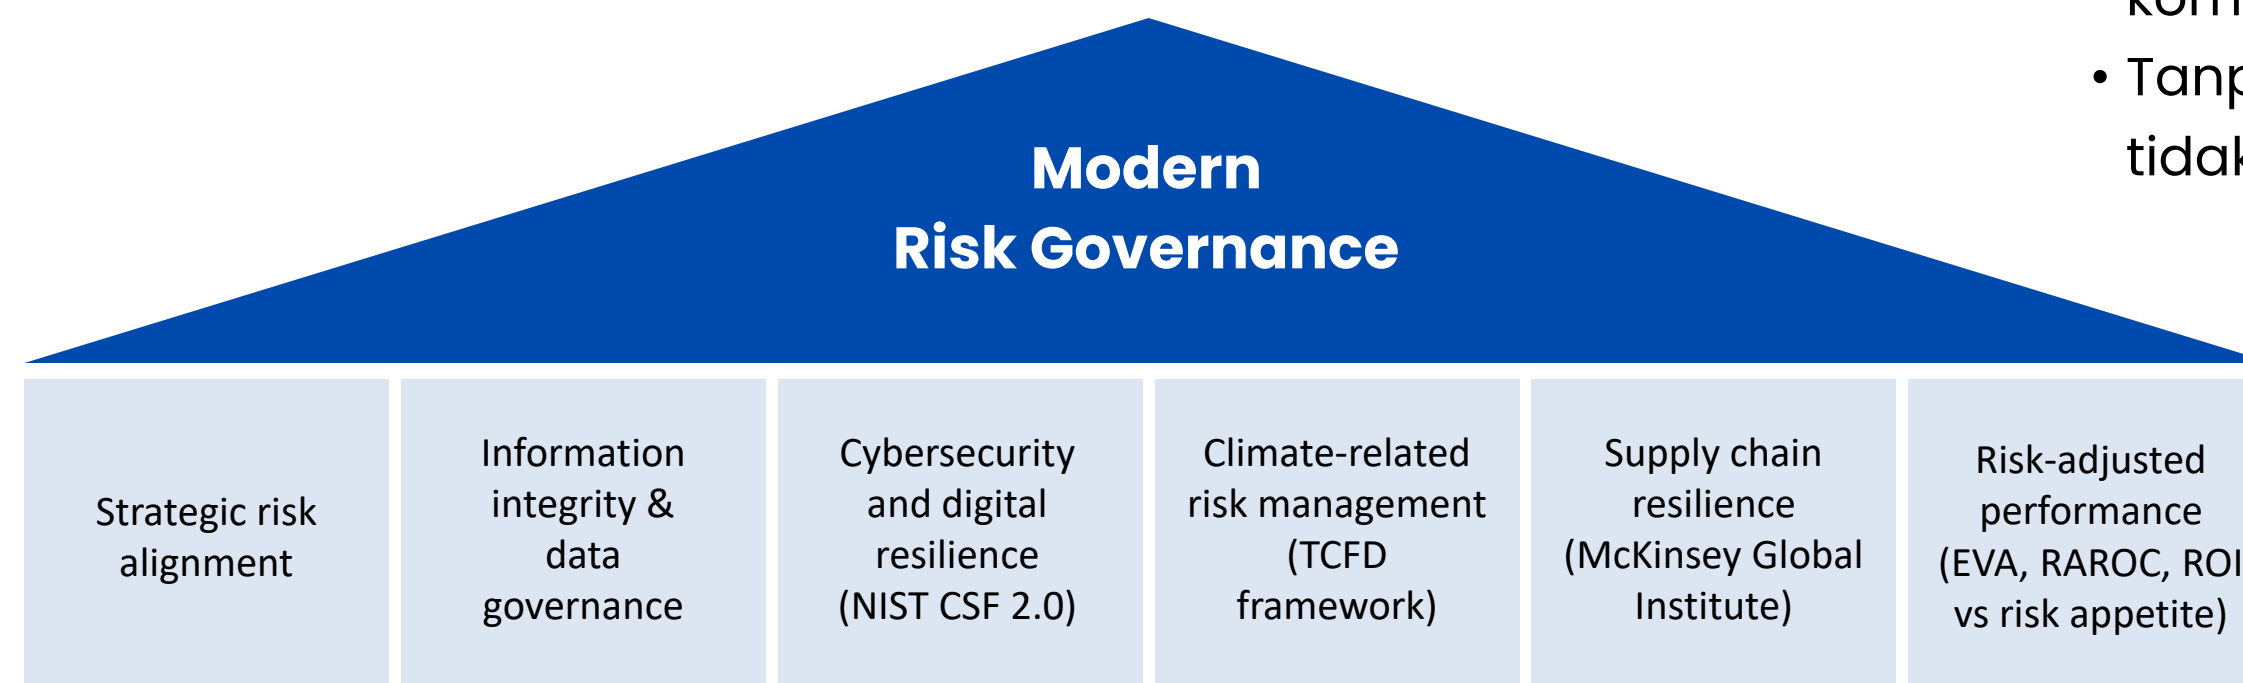 Modern
Risk Governance
Strategic risk
alignment
Information
integrity &
data
governance
Cybersecurity
and digital
resilience
(NIST CSF 2.0)
Climate-related
risk management
(TCFD
framework)
Supply chain
resilience
(McKinsey Global
Institute)
Risk-adjusted
performance
(EVA, RAROC, ROI
vs risk appetite)